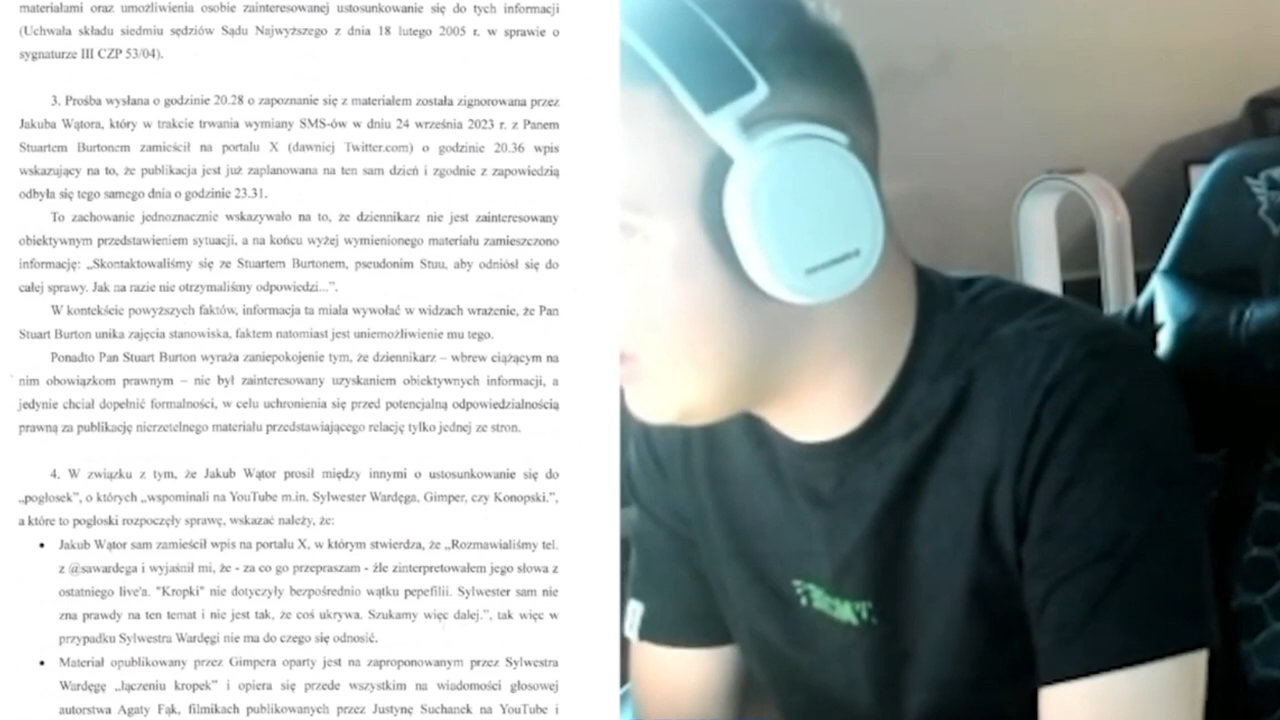 materiałami oraz umożliwienia osobie zainteresowanej ustosunkowanie się do tych informacji
(Uchwała składu siedmiu sędziów Sądu Najwyższego z dnia 18 lutego 2005 r. w sprawie o
sygnaturze III CZP 53/04).
3. Prośba wysłana o godzinie 20.28 o zapoznanie się z materiałem została zignorowana przez
Jakuba Wątora, który w trakcie trwania wymiany SMS-ów w dniu 24 września 2023 r. z Panem
Stuartem Burtonem zamieścił na portalu X (dawniej Twitter.com) o godzinie 20.36 wpis
wskazujący na to, że publikacja jest już zaplanowana na ten sam dzień i zgodnie z zapowiedzią
odbyła się tego samego dnia o godzinie 23.31.
To zachowanie jednoznacznie wskazywało na to, że dziennikarz nie jest zainteresowany
obiektywnym przedstawieniem sytuacji, a na końcu wyżej wymienionego materiału zamieszczono
informację: „Skontaktowaliśmy się ze Stuartem Burtonem, pseudonim Stuu, aby odniósł się do
całej sprawy. Jak na razie nie otrzymaliśmy odpowiedzi...”.
W kontekście powyższych faktów, informacja ta miała wywołać w widzach wrażenie, że Pan
Stuart Burton unika zajęcia stanowiska, faktem natomiast jest uniemożliwienie mu tego.
Ponadto Pan Stuart Burton wyraża zaniepokojenie tym, że dziennikarz – wbrew ciążącym na
nim obowiązkom prawnym – nie był zainteresowany uzyskaniem obiektywnych informacji, a
jedynie chciał dopełnić formalności, w celu uchronienia się przed potencjalną odpowiedzialnością
prawną za publikację nierzetelnego materiału przedstawiającego relację tylko jednej ze stron.
4. W związku z tym, że Jakub Wątor prosił między innymi o ustosunkowanie się do
„pogłosek”, o których „wspominali na YouTube m.in. Sylwester Wardęga, Gimper, czy Konopski.”,
a które to pogłoski rozpoczęły sprawę, wskazać należy, że:
• Jakub Wątor sam zamieścił wpis na portalu X, w którym stwierdza, że „Rozmawialiśmy tel.
z @sawardega i wyjaśnił mi, że - za co go przepraszam - źle zinterpretowałem jego słowa z
ostatniego live'a. "Kropki" nie dotyczyły bezpośrednio wątku pepefilii. Sylwester sam nie
zna prawdy na ten temat i nie jest tak, że coś ukrywa. Szukamy więc dalej.”, tak więc w
przypadku Sylwestra Wardęgi nie ma do czego się odnosić.
• Materiał opublikowany przez Gimpera oparty jest na zaproponowanym przez Sylwestra
Wardęgę „łączeniu kropek” i opiera się przede wszystkim na wiadomości głosowej
autorstwa Agaty Fąk, filmikach publikowanych przez Justynę Suchanek na YouTube i